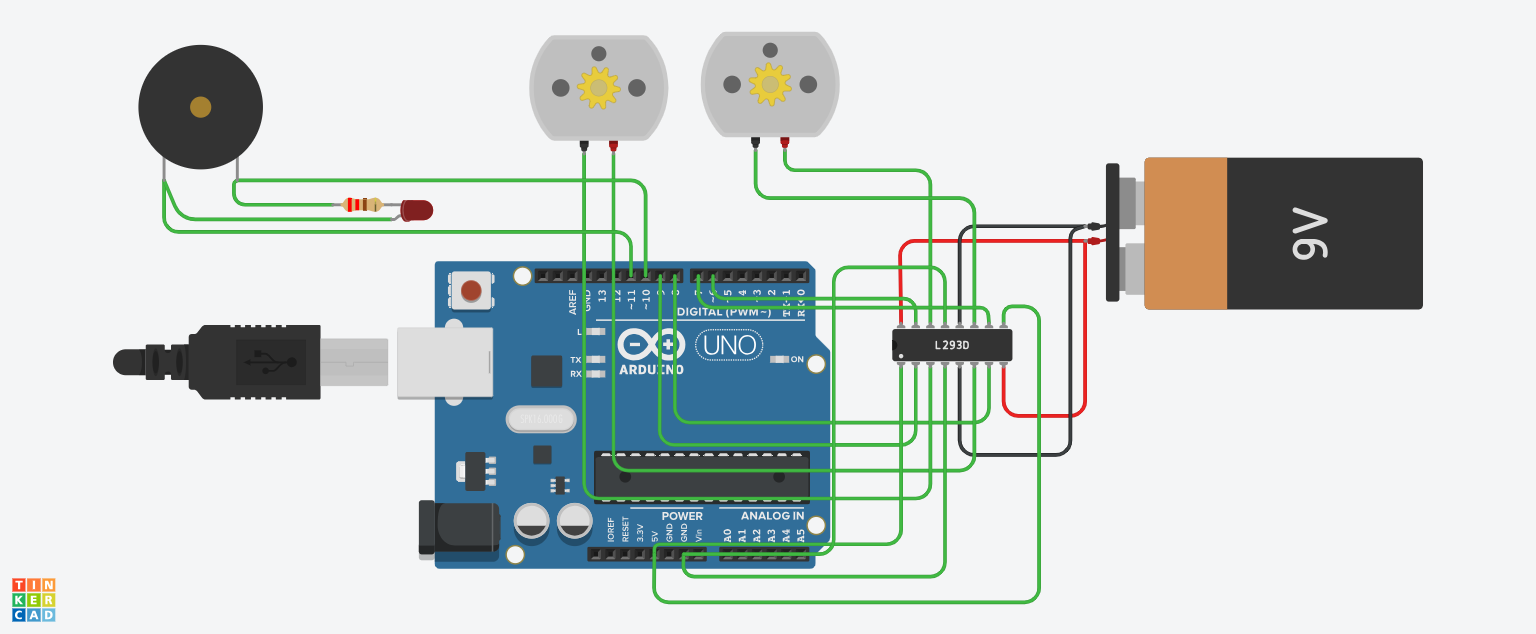 9V
AREF
GND
13
12
~11
~10
9
8
7
~6
~5
4
~3
2
TX→1
RX←0
DIGITAL (PWM~)
L
TX
RX
ARDUINO
UNO
ON
L293D
POWER
ANALOG IN
IOREF
RESET
3.3V
5V
GND
GND
Vin
A0
A1
A2
A3
A4
A5
TIN
KER
CAD